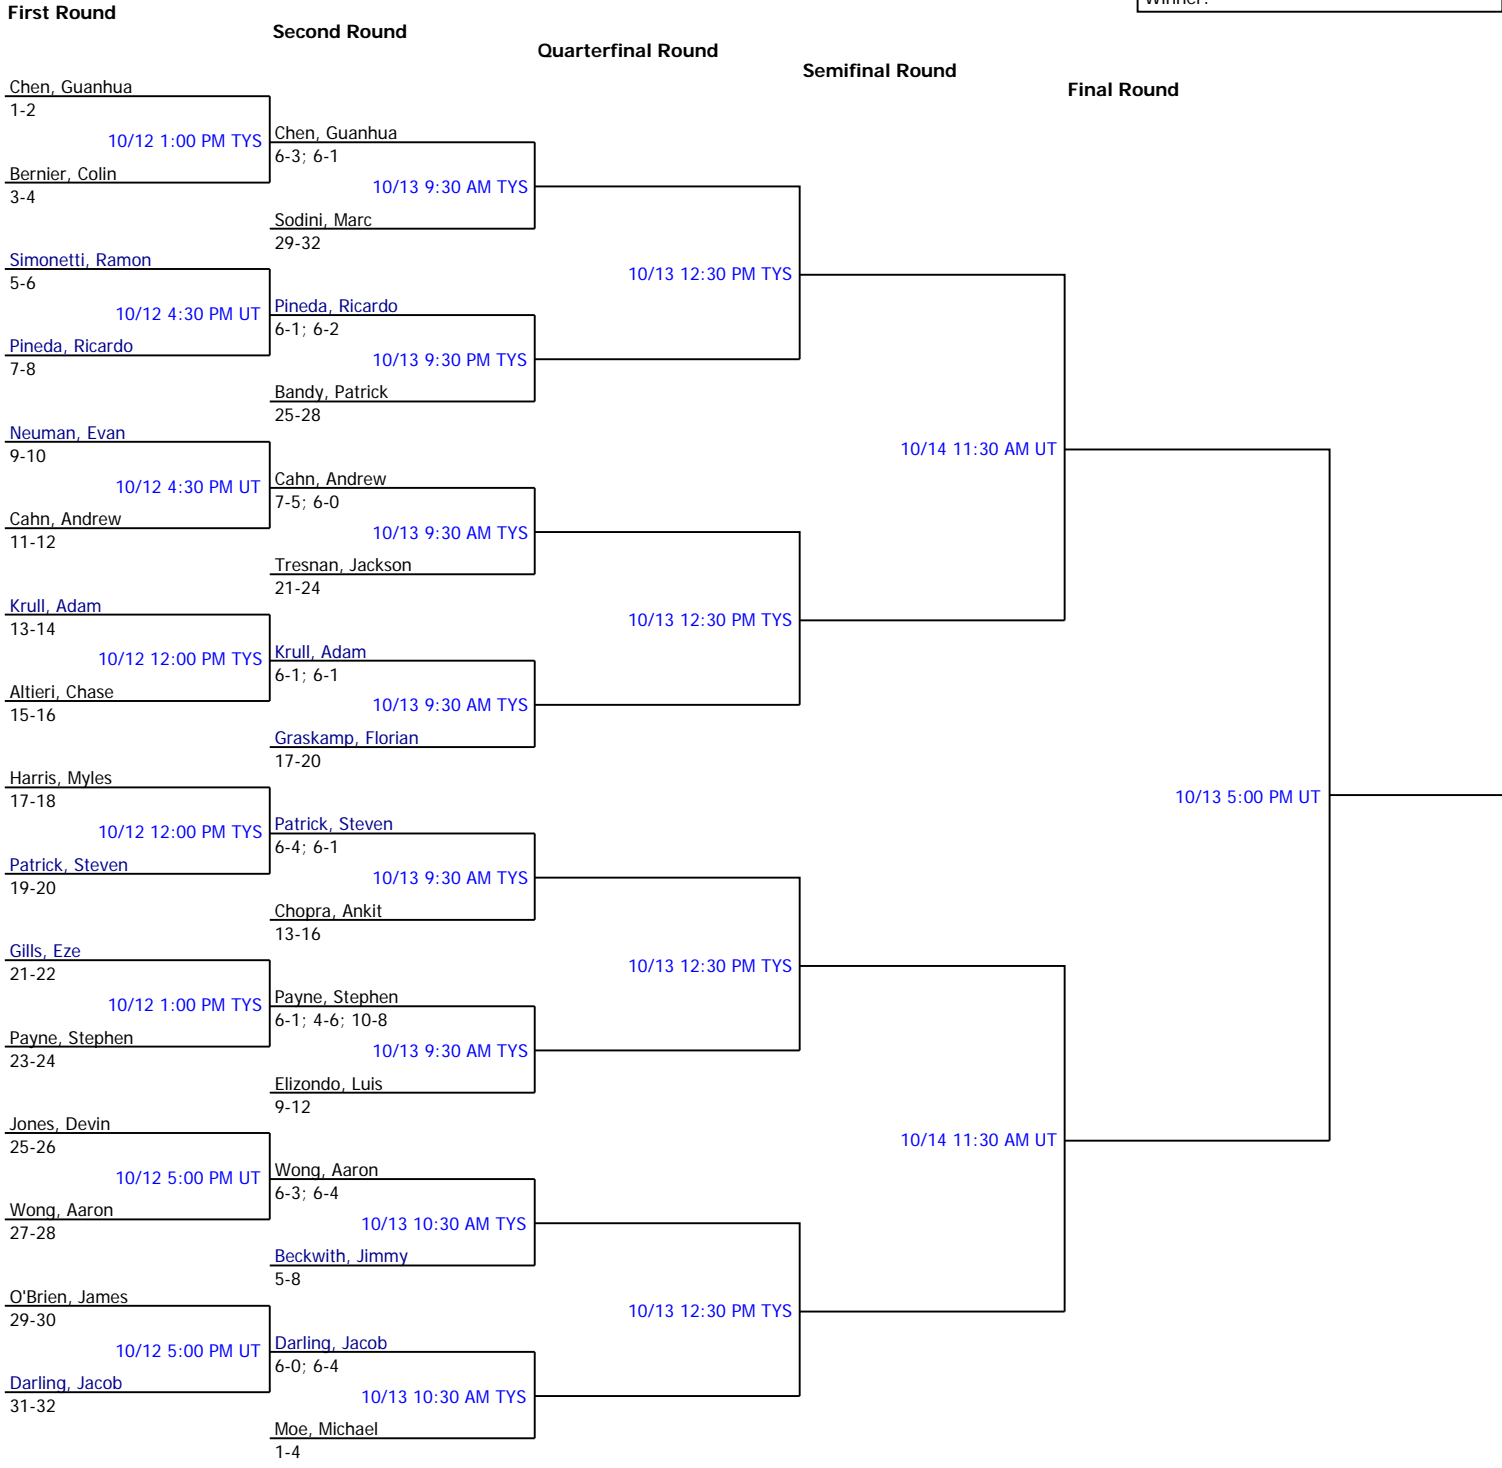 Winner:
First Round
Second Round
Quarterfinal Round
Semifinal Round
Final Round
Chen, Guanhua
1-2
10/12 1:00 PM TYS
Bernier, Colin
3-4
Simonetti, Ramon
5-6
10/12 4:30 PM UT
Pineda, Ricardo
7-8
Neuman, Evan
9-10
10/12 4:30 PM UT
Cahn, Andrew
11-12
Krull, Adam
13-14
10/12 12:00 PM TYS
Altieri, Chase
15-16
Harris, Myles
17-18
10/12 12:00 PM TYS
Patrick, Steven
19-20
Gills, Eze
21-22
10/12 1:00 PM TYS
Payne, Stephen
23-24
Jones, Devin
25-26
10/12 5:00 PM UT
Wong, Aaron
27-28
O'Brien, James
29-30
10/12 5:00 PM UT
Darling, Jacob
31-32
Chen, Guanhua
6-3; 6-1
10/13 9:30 AM TYS
Sodini, Marc
29-32
Pineda, Ricardo
6-1; 6-2
10/13 9:30 PM TYS
Bandy, Patrick
25-28
Cahn, Andrew
7-5; 6-0
10/13 9:30 AM TYS
Tresnan, Jackson
21-24
Krull, Adam
6-1; 6-1
10/13 9:30 AM TYS
Graskamp, Florian
17-20
Patrick, Steven
6-4; 6-1
10/13 9:30 AM TYS
Chopra, Ankit
13-16
Payne, Stephen
6-1; 4-6; 10-8
10/13 9:30 AM TYS
Elizondo, Luis
9-12
Wong, Aaron
6-3; 6-4
10/13 10:30 AM TYS
Beckwith, Jimmy
5-8
Darling, Jacob
6-0; 6-4
10/13 10:30 AM TYS
Moe, Michael
1-4
10/13 12:30 PM TYS
10/13 12:30 PM TYS
10/13 12:30 PM TYS
10/13 12:30 PM TYS
10/14 11:30 AM UT
10/14 11:30 AM UT
10/13 5:00 PM UT